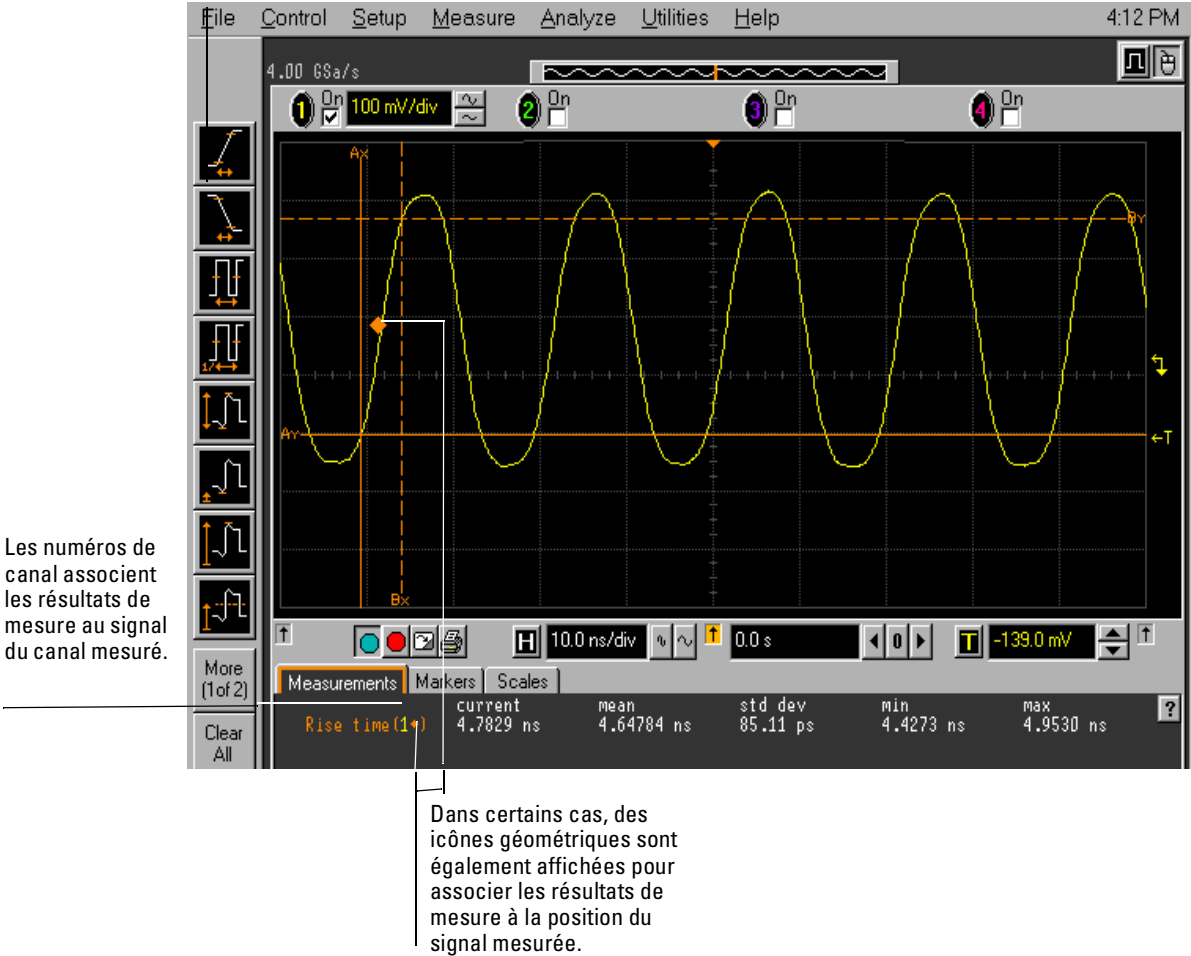 File Control Setup Measure Analyze Utilities Help 4:12 PM
4.00 GSa/s
1 On 100 mV/div 2 On 3 On 4 On
Ax
By
Ay
T
Bx
H 10.0 ns/div 0.0 s 0 T -139.0 mV
More
(1of 2)
Clear
All
Measurements Markers Scales
current mean std dev min max ?
Rise time(1) 4.7829 ns 4.64784 ns 85.11 ps 4.4273 ns 4.9530 ns
Les numéros de
canal associent
les résultats de
mesure au signal
du canal mesuré.
Dans certains cas, des
icônes géométriques sont
également affichées pour
associer les résultats de
mesure à la position du
signal mesurée.